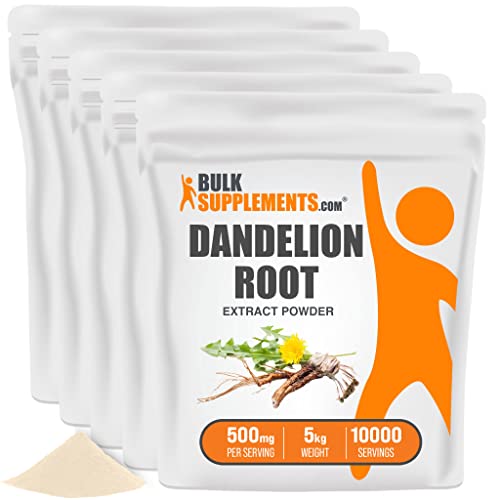 BULK
SUPPLEMENTS.COM®
DANDELION
ROOT
EXTRACT POWDER
500mg
PER SERVING
5kg
WEIGHT
10000
SERVINGS